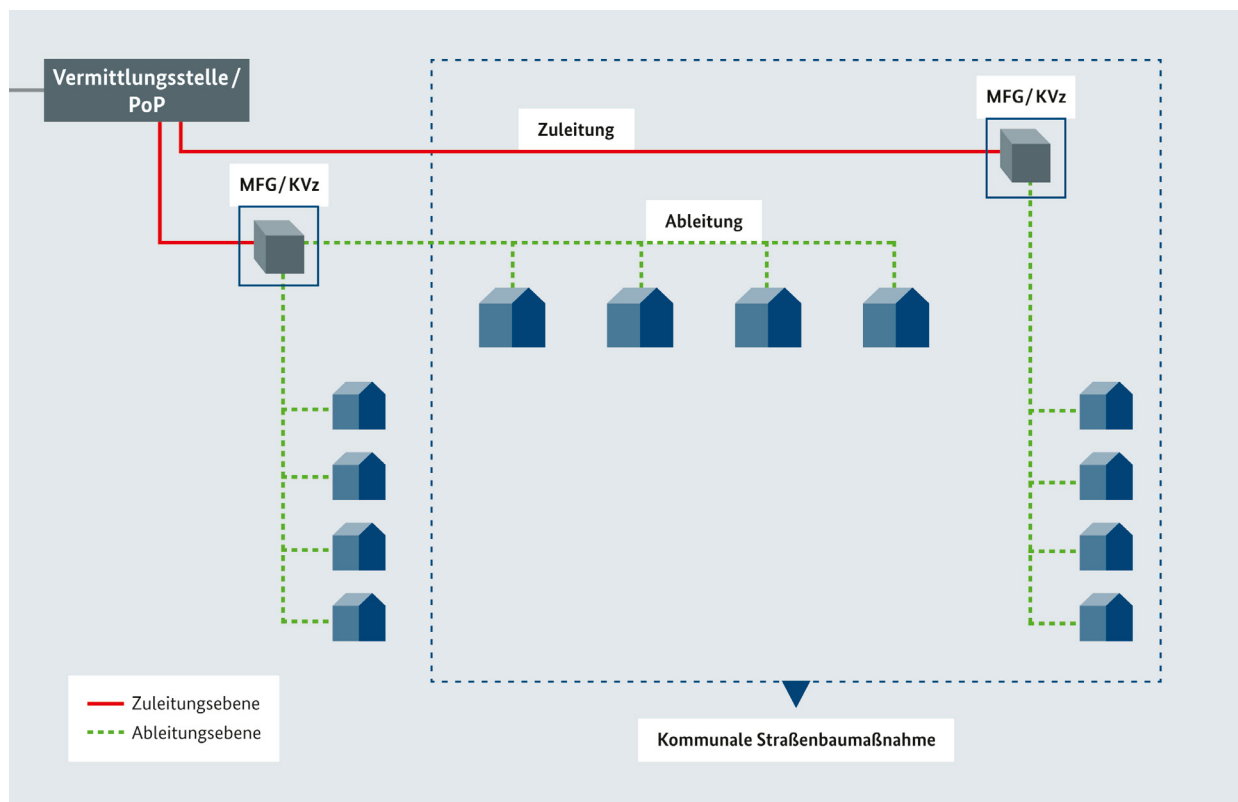 Vermittlungsstelle/
PoP
MFG/KVz
Zuleitung
MFG/KVz
Ableitung
Zuleitungsebene
Ableitungsebene
Kommunale Straßenbaumaßnahme